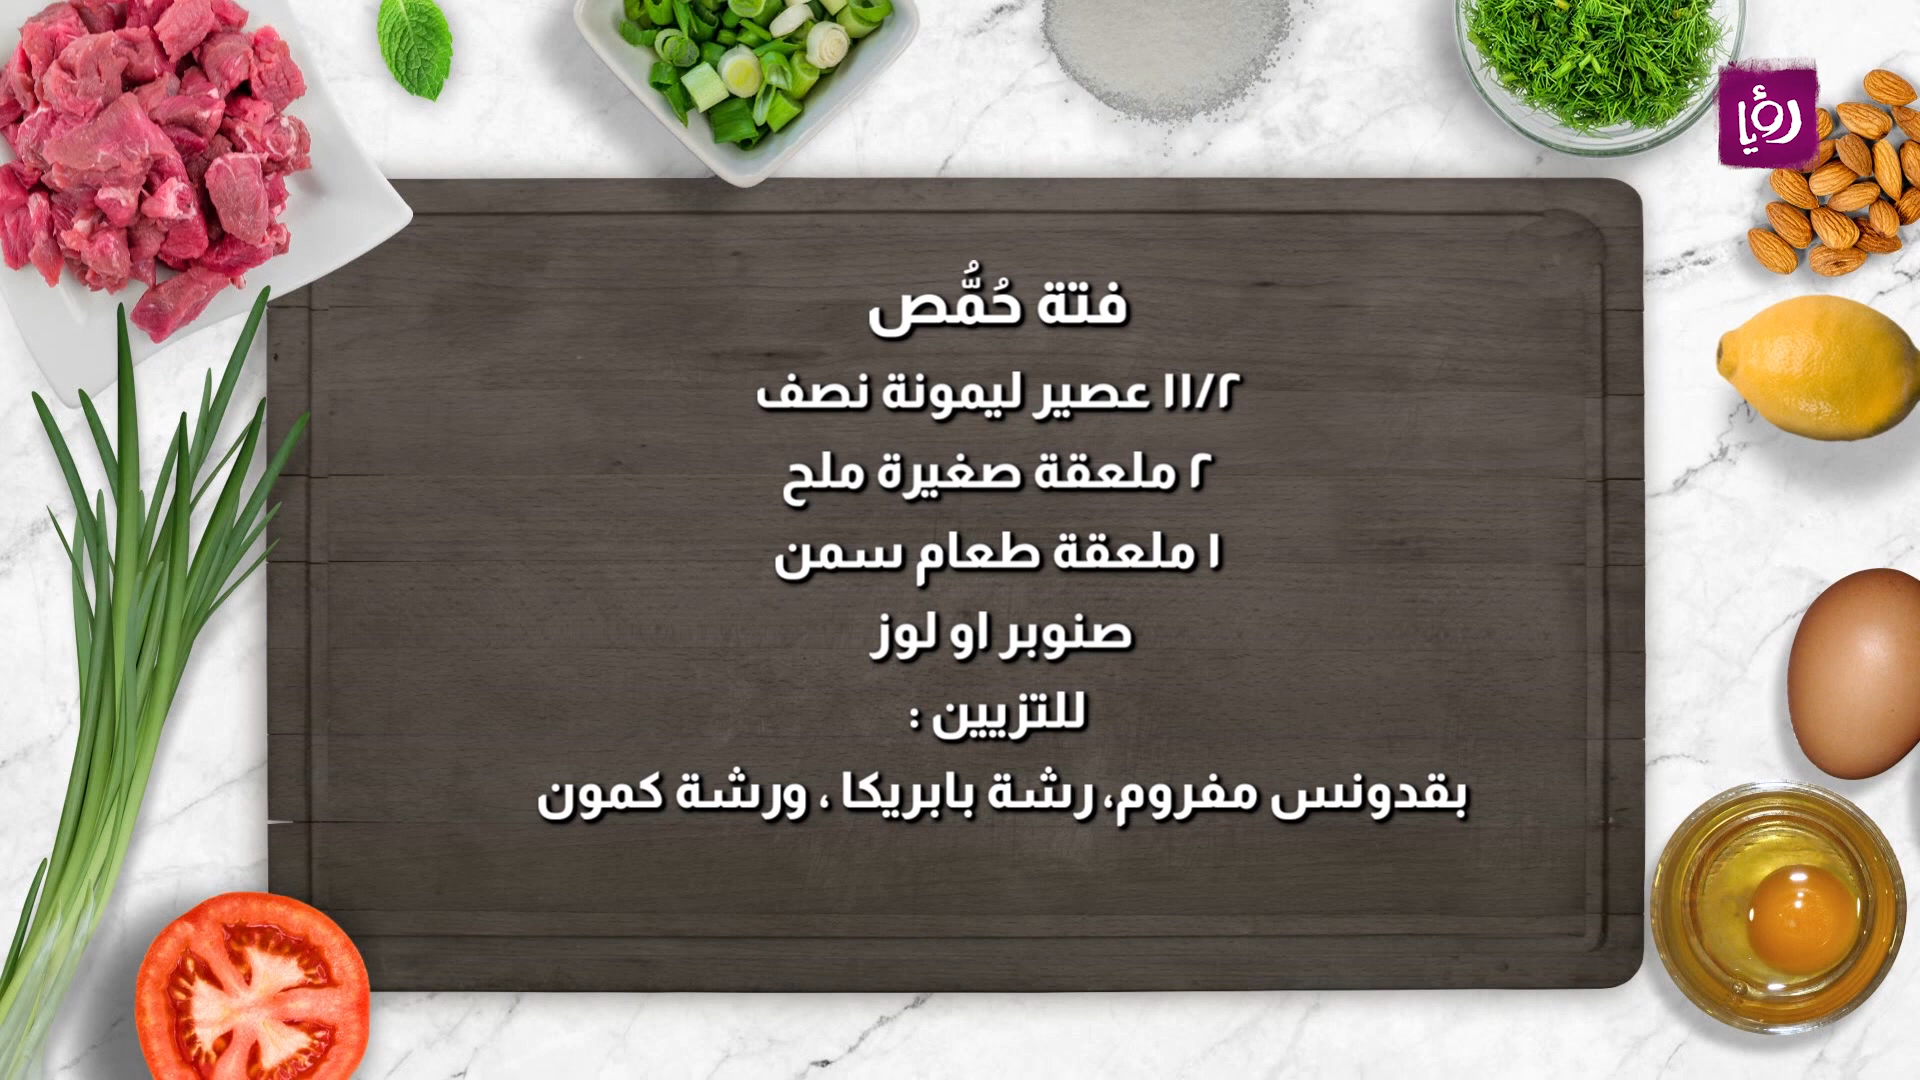 رؤيا
فتة حُمُّص
١١/٢ عصير ليمونة نصف
٢ ملعقة صغيرة ملح
١ ملعقة طعام سمن
صنوبر او لوز
للتزيين :
بقدونس مفروم، رشة بابريكا ، ورشة كمون